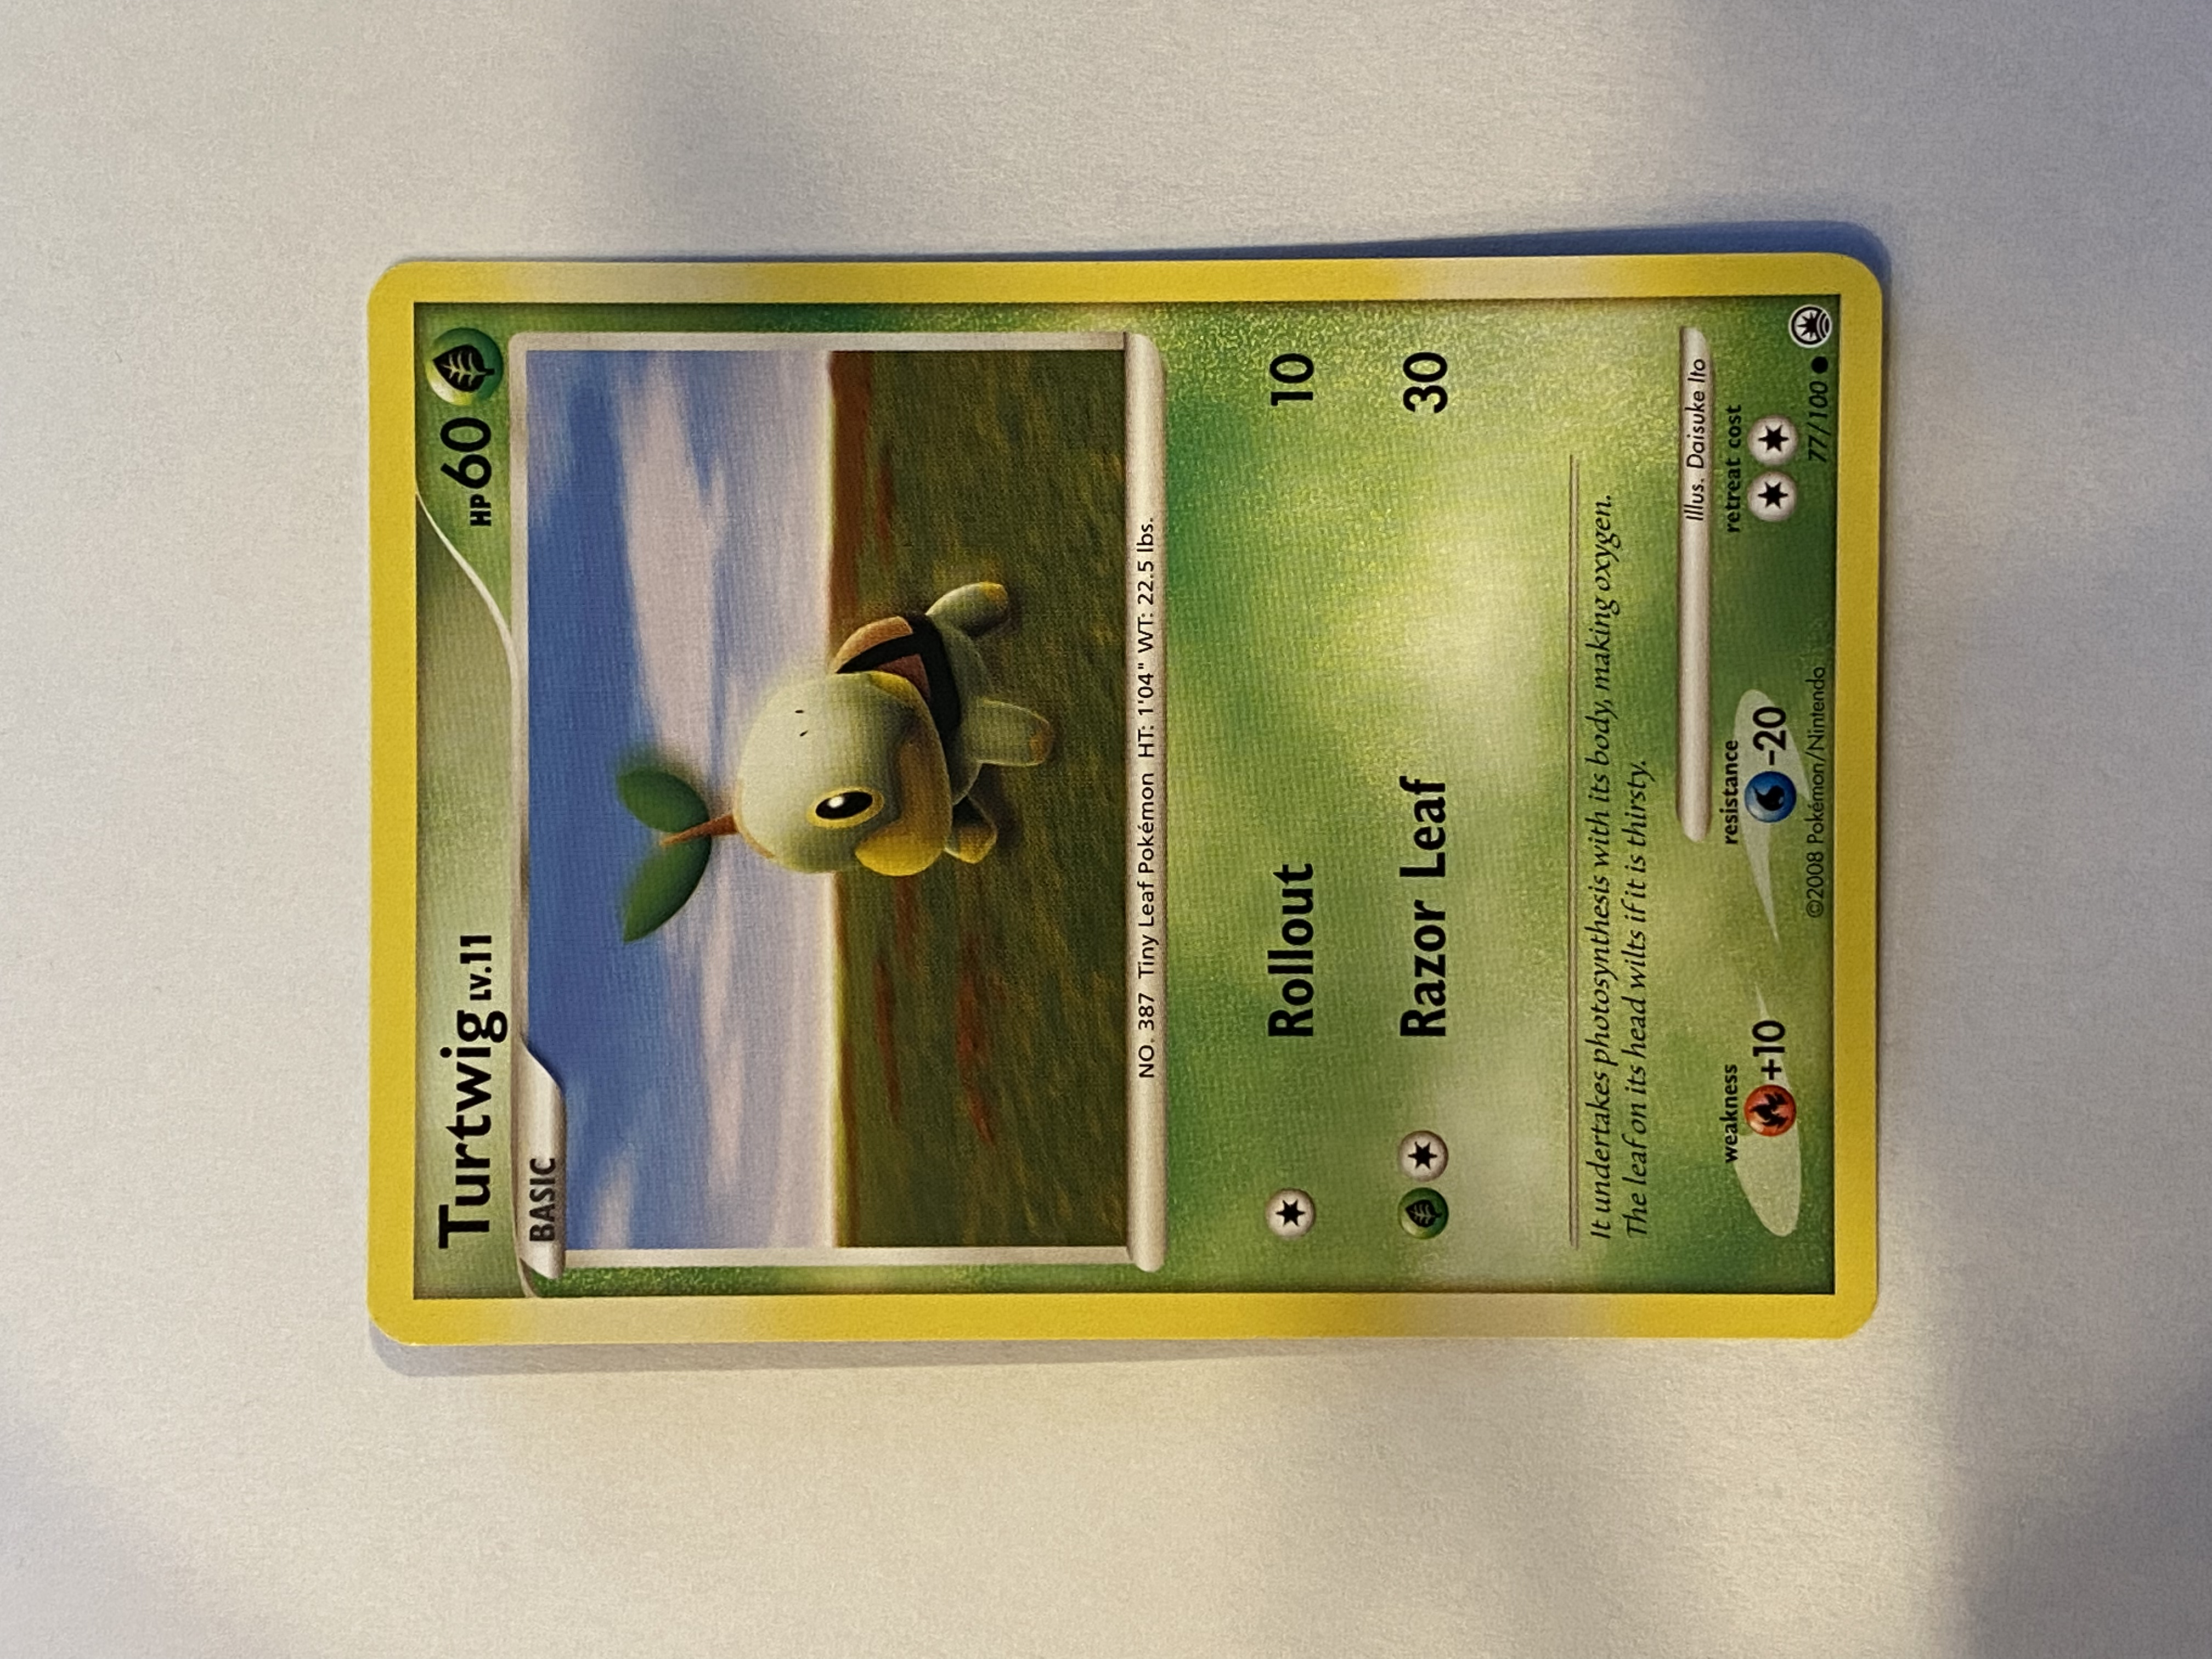 Turtwig LV.11 HP 60
BASIC
NO. 387 Tiny Leaf Pokémon HT: 1'04" WT: 22.5 lbs.
Rollout 10
Razor Leaf 30
It undertakes photosynthesis with its body, making oxygen.
The leaf on its head wilts if it is thirsty.
Illus. Daisuke Ito
weakness resistance retreat cost
+10 -20
©2008 Pokémon/Nintendo 77/100